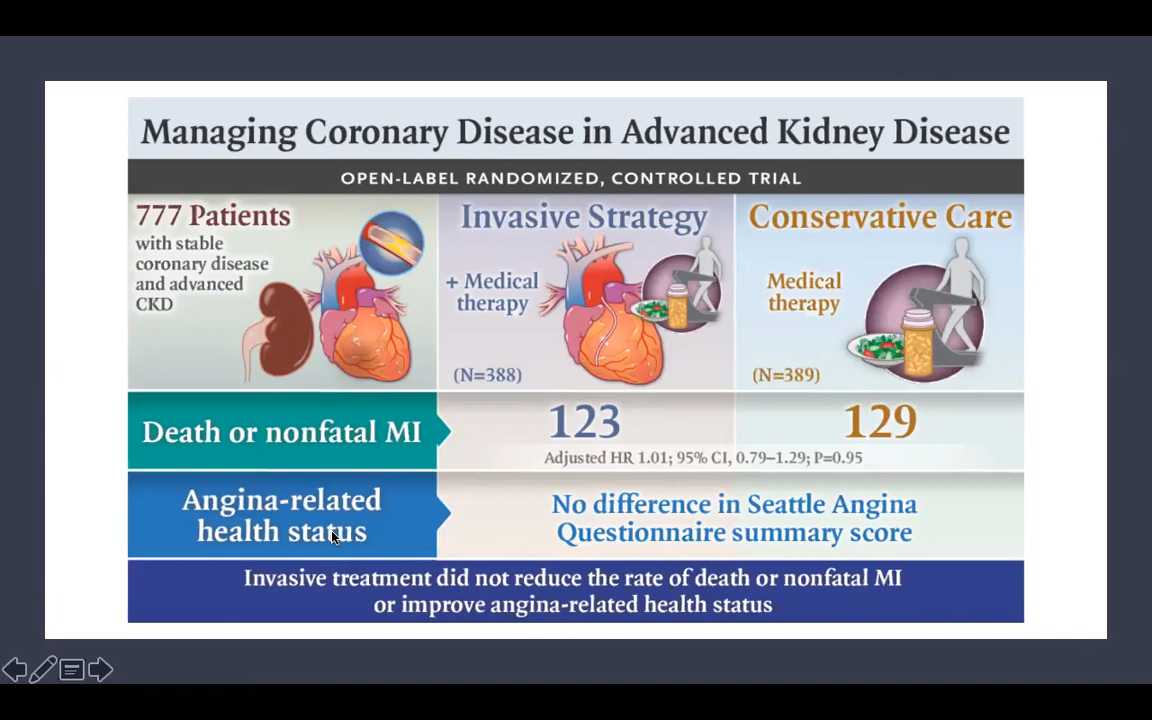 Managing Coronary Disease in Advanced Kidney Disease
OPEN-LABEL RANDOMIZED, CONTROLLED TRIAL
777 Patients
with stable
coronary disease
and advanced
CKD
Invasive Strategy
+ Medical
therapy
(N=388)
Conservative Care
Medical
therapy
(N=389)
Death or nonfatal MI
123
129
Adjusted HR 1.01; 95% CI, 0.79–1.29; P=0.95
Angina-related
health status
No difference in Seattle Angina
Questionnaire summary score
Invasive treatment did not reduce the rate of death or nonfatal MI
or improve angina-related health status